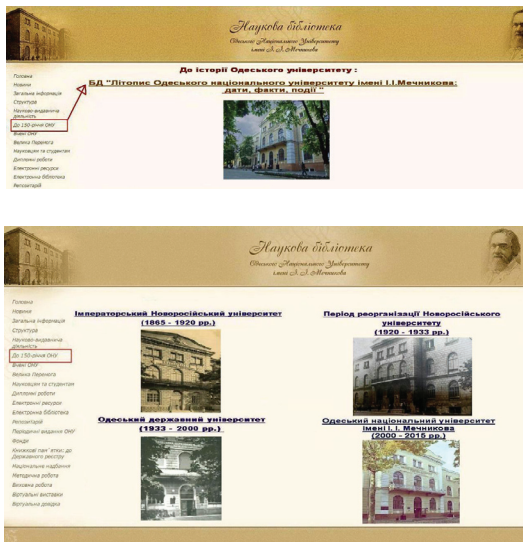 Наукова бібліотека
Одеського Національного Університету
імені І. І. Мечникова
До історії Одеського університету :
БД "Літопис Одеського національного університету імені І.І.Мечникова:
дати, факти, події "
Головна
Новини
Загальна інформація
Структура
Науково-видавнича
діяльність
До 150-річчя ОНУ
Вчені ОНУ
Велика Перемога
Науковцям та студентам
Дипломні роботи
Електронні ресурси
Електронна бібліотека
Репозитарій
Наукова бібліотека
Одеського Національного Університету
імені І. І. Мечникова
Головна
Новини
Загальна інформація
Структура
Науково-видавнича
діяльність
До 150-річчя ОНУ
Вчені ОНУ
Велика Перемога
Науковцям та студентам
Дипломні роботи
Електронні ресурси
Електронна бібліотека
Репозитарій
Періодичні видання ОНУ
Фонди
Книжкові пам`ятки: до
Державного реєстру
Національне надбання
Методична робота
Виховна робота
Віртуальні виставки
Віртуальна довідка
Імператорський Новоросійський університет
(1865 - 1920 рр.)
Період реорганізації Новоросійського
університету
(1920 - 1933 рр.)
Одеський державний університет
(1933 - 2000 рр.)
Одеський національний університет
імені І. І. Мечникова
(2000 - 2015 рр.)